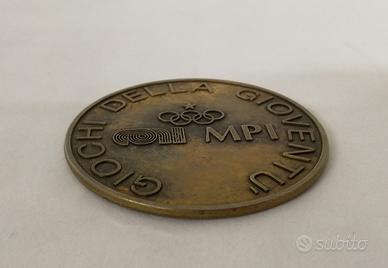 GIOCHI DELLA GIOVENTU'
MPI
subito